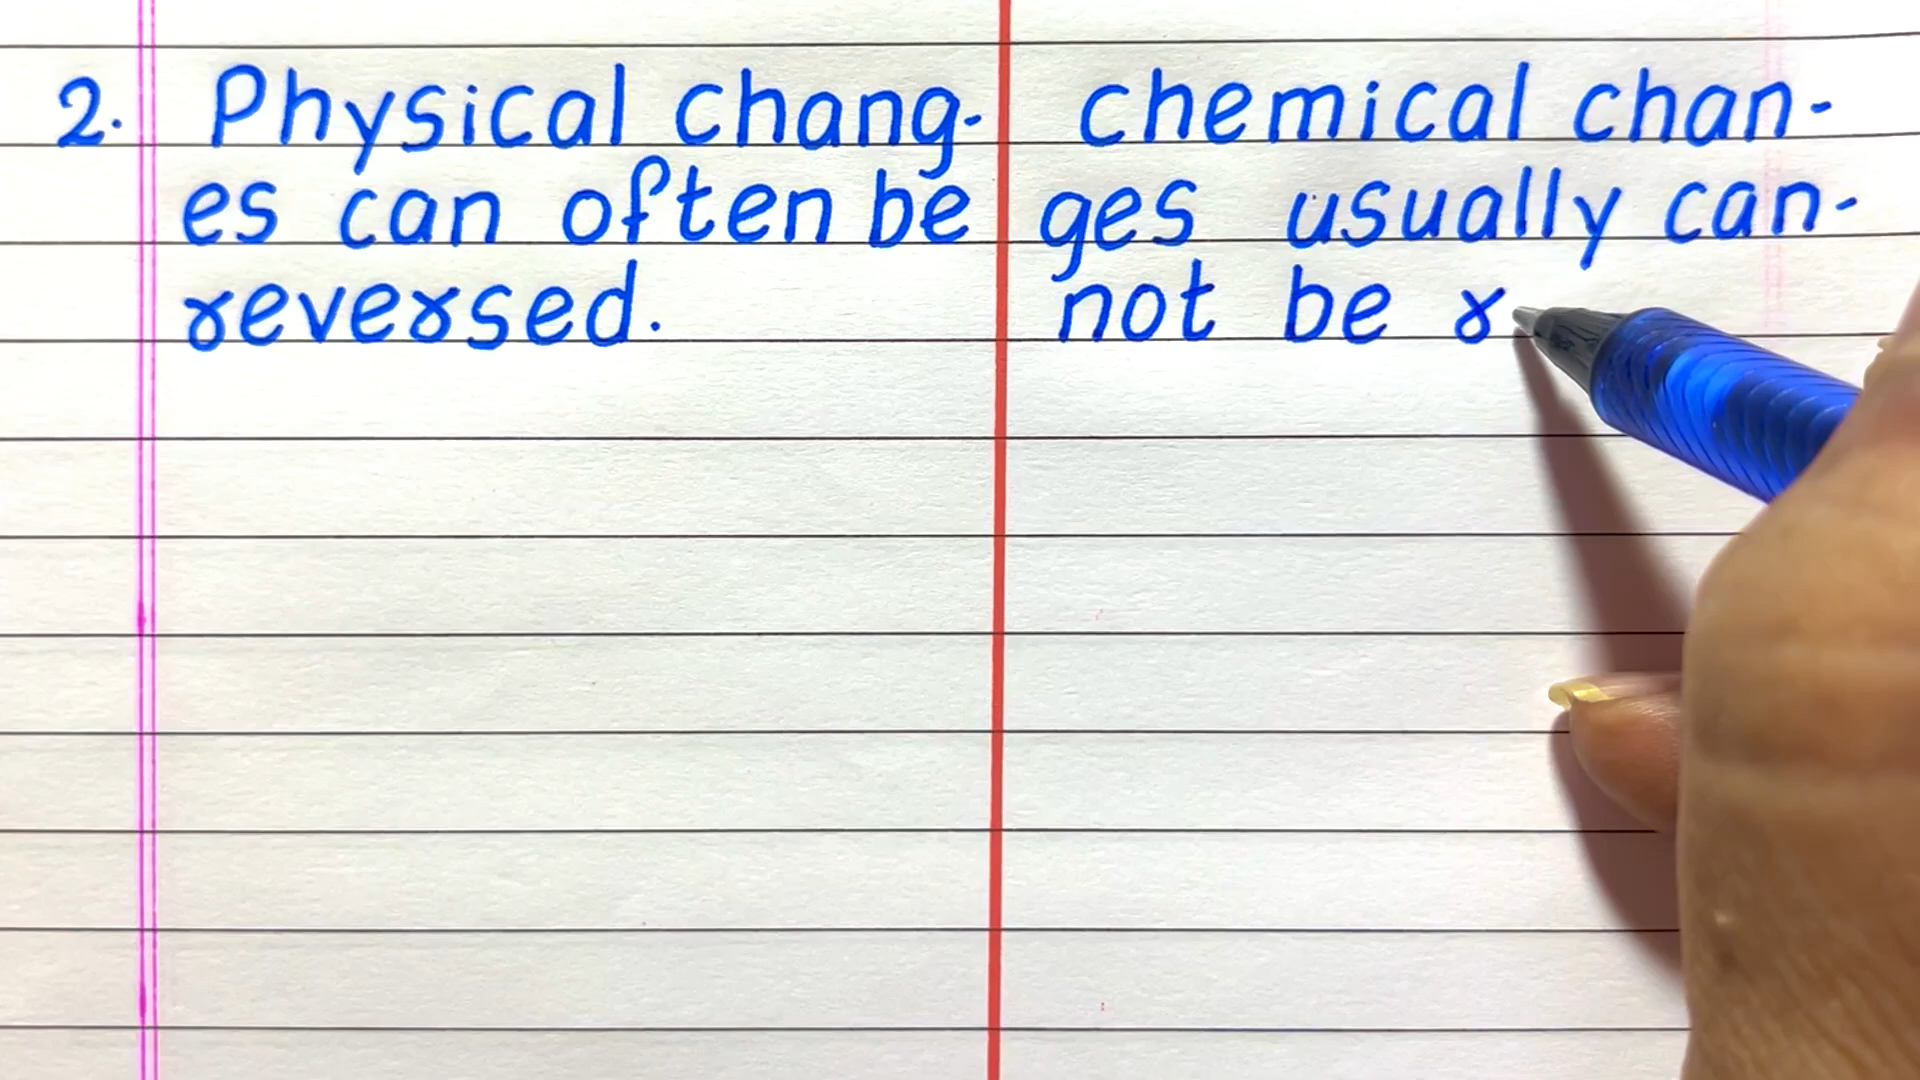 2. Physical chang-
es can often be
reversed.
chemical chan-
ges usually can-
not be r